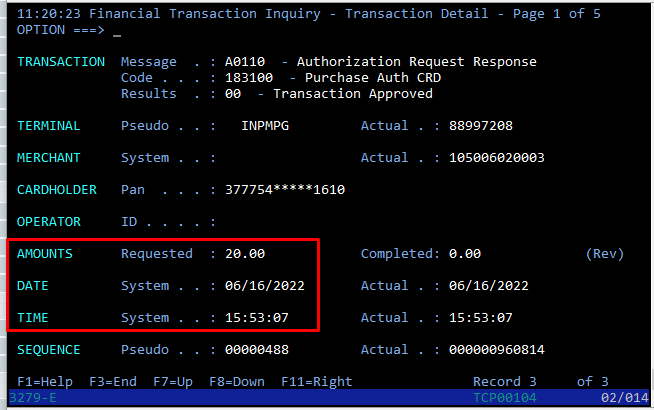 11:20:23 Financial Transaction Inquiry - Transaction Detail - Page 1 of 5
OPTION ===> _
TRANSACTION Message . : A0110 - Authorization Request Response
Code . . . : 183100 - Purchase Auth CRD
Results . : 00 - Transaction Approved
TERMINAL Pseudo . . : INPMPG Actual . : 88997208
MERCHANT System . . : Actual . : 105006020003
CARDHOLDER Pan . . . : 377754*****1610
OPERATOR ID . . . . :
AMOUNTS Requested : 20.00 Completed: 0.00 (Rev)
DATE System . . : 06/16/2022 Actual . : 06/16/2022
TIME System . . : 15:53:07 Actual . : 15:53:07
SEQUENCE Pseudo . . : 00000488 Actual . : 000000960814
F1=Help F3=End F7=Up F8=Down F11=Right Record 3 of 3
3279-E TCP00104 02/014